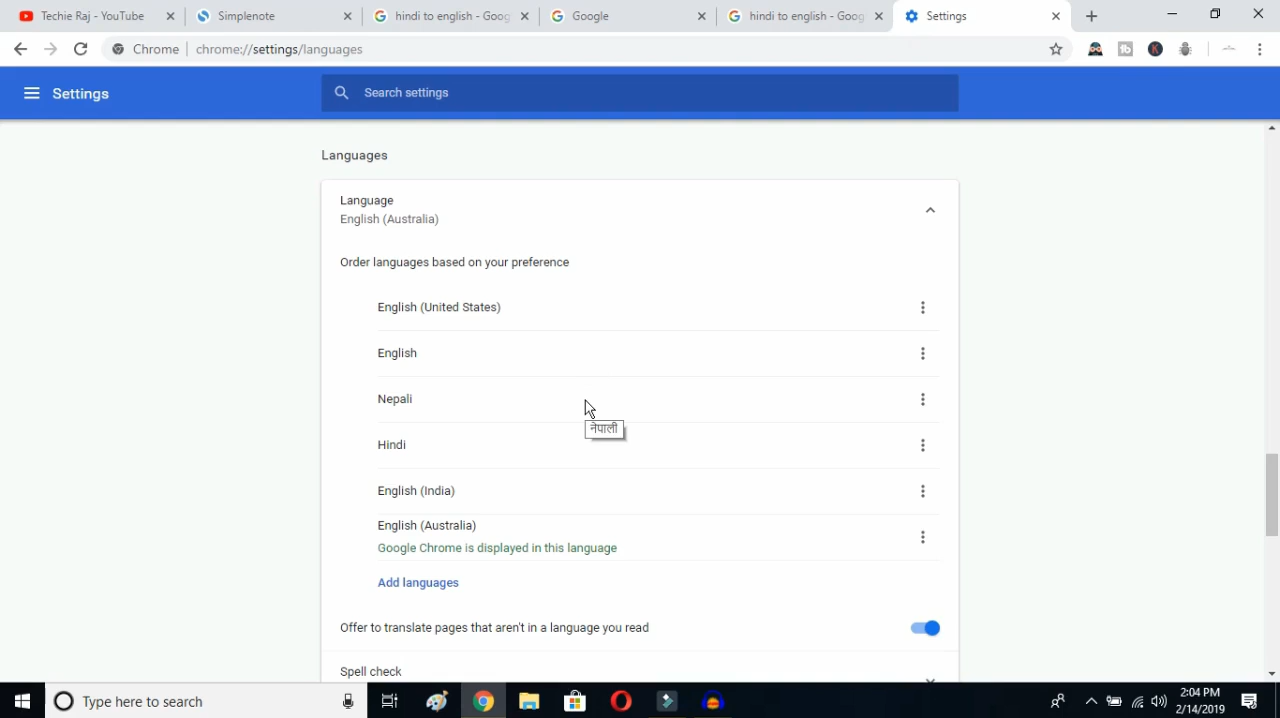 Techie Raj - YouTube
Simplenote
hindi to english - Goog
Google
hindi to english - Goog
Settings
Chrome
chrome://settings/languages
Settings
Search settings
Languages
Language
English (Australia)
Order languages based on your preference
English (United States)
English
Nepali
नेपाली
Hindi
English (India)
English (Australia)
Google Chrome is displayed in this language
Add languages
Offer to translate pages that aren't in a language you read
Spell check
Type here to search
2:04 PM
2/14/2019